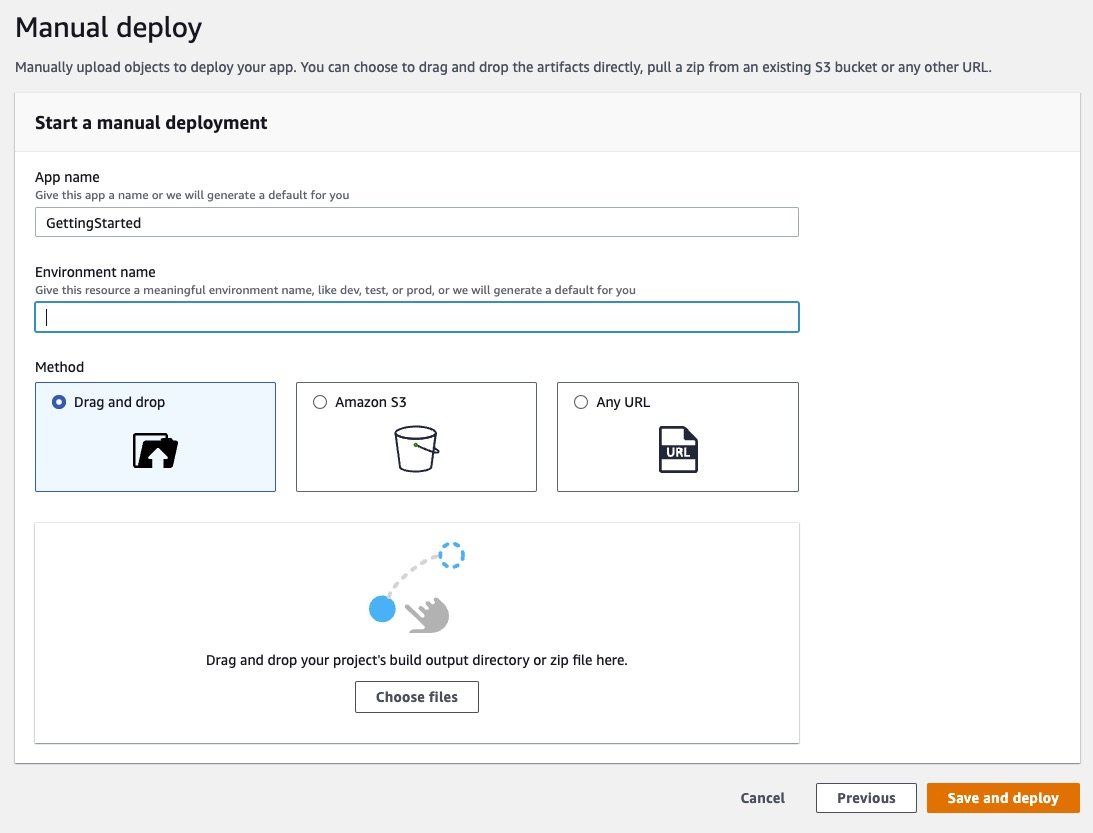 Manual deploy
Manually upload objects to deploy your app. You can choose to drag and drop the artifacts directly, pull a zip from an existing S3 bucket or any other URL.
Start a manual deployment
App name
Give this app a name or we will generate a default for you
GettingStarted
Environment name
Give this resource a meaningful environment name, like dev, test, or prod, or we will generate a default for you
Method
Drag and drop
Amazon S3
Any URL
URL
Drag and drop your project's build output directory or zip file here.
Choose files
Cancel
Previous
Save and deploy